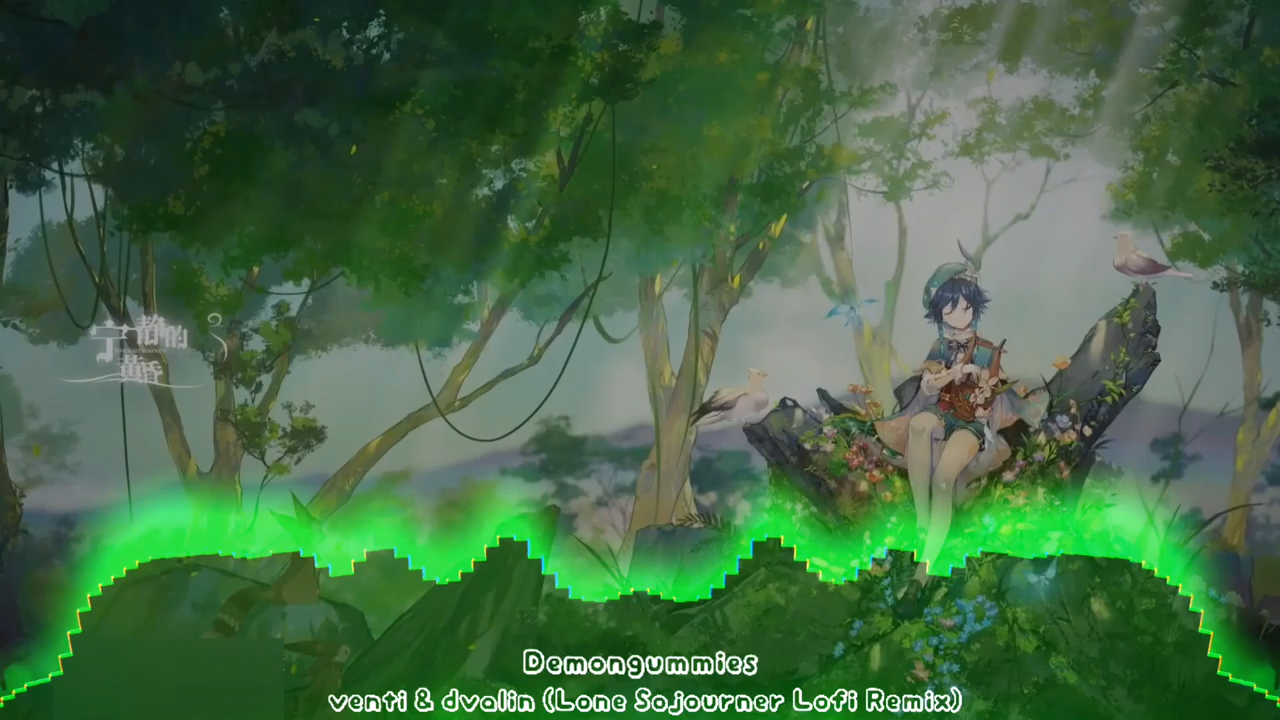 宁静的
黄昏
Demongummies
venti & dvalin (Lone Sojourner Lofi Remix)